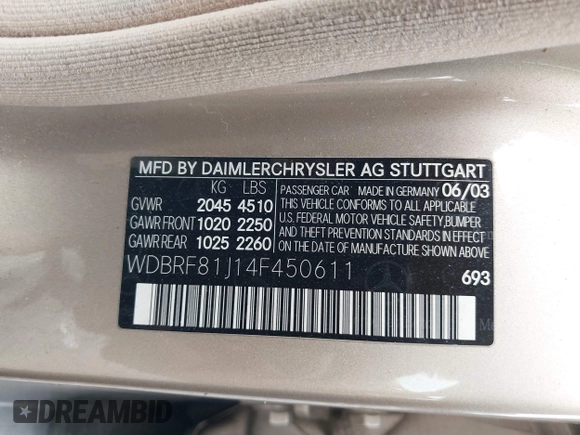 MFD BY DAIMLERCHRYSLER AG STUTTGART
KG LBS
GVWR 2045 4510
GAWR FRONT 1020 2250
GAWR REAR 1025 2260
PASSENGER CAR MADE IN GERMANY 06/03
THIS VEHICLE CONFORMS TO ALL APPLICABLE
U.S. FEDERAL MOTOR VEHICLE SAFETY,BUMPER
AND THEFT PREVENTION STANDARDS IN EFFECT
ON THE DATE OF MANUFACTURE SHOWN ABOVE
WDBRF81J14F450611
693
DREAMBID